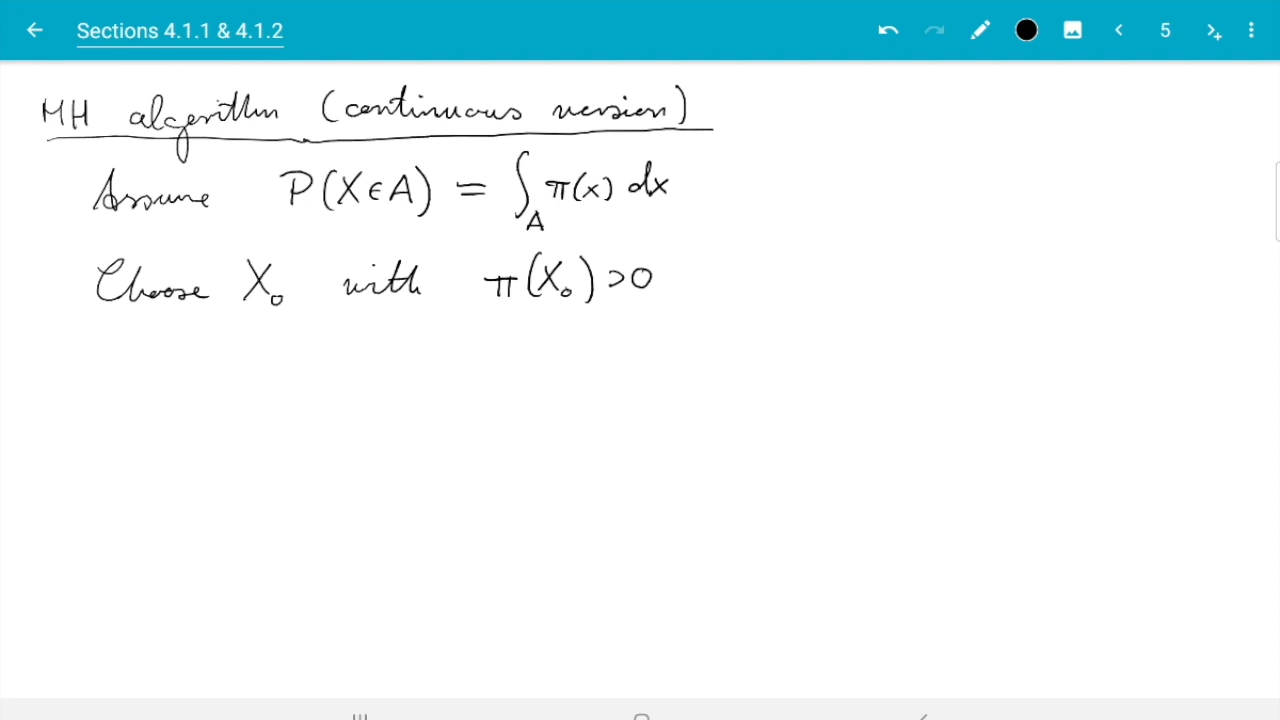 Sections 4.1.1 & 4.1.2
5
MH algorithm (continuous version)
Assume P(X∈A) = ∫_A π(x) dx
Choose X₀ with π(X₀) >0